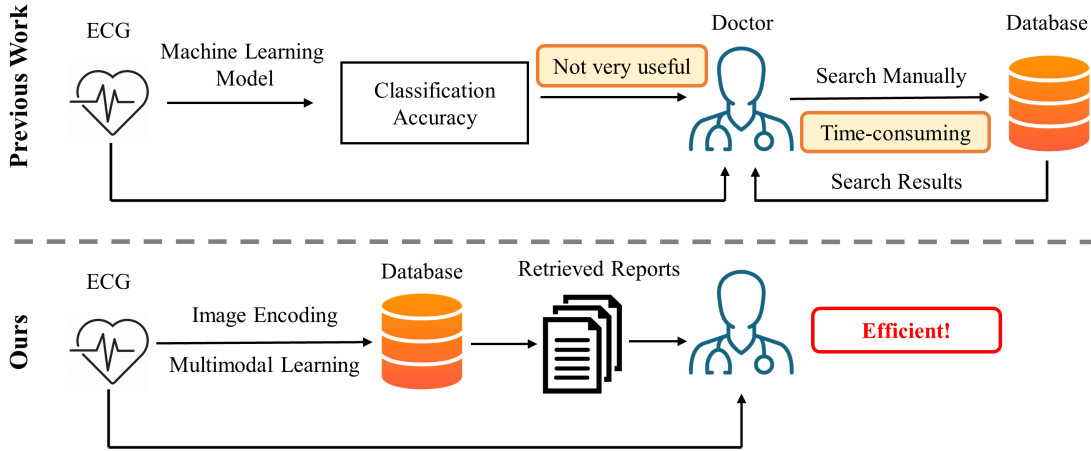 Previous Work
ECG
Machine Learning
Model
Classification
Accuracy
Not very useful
Doctor
Search Manually
Time-consuming
Database
Search Results
Ours
ECG
Image Encoding
Multimodal Learning
Database
Retrieved Reports
Efficient!